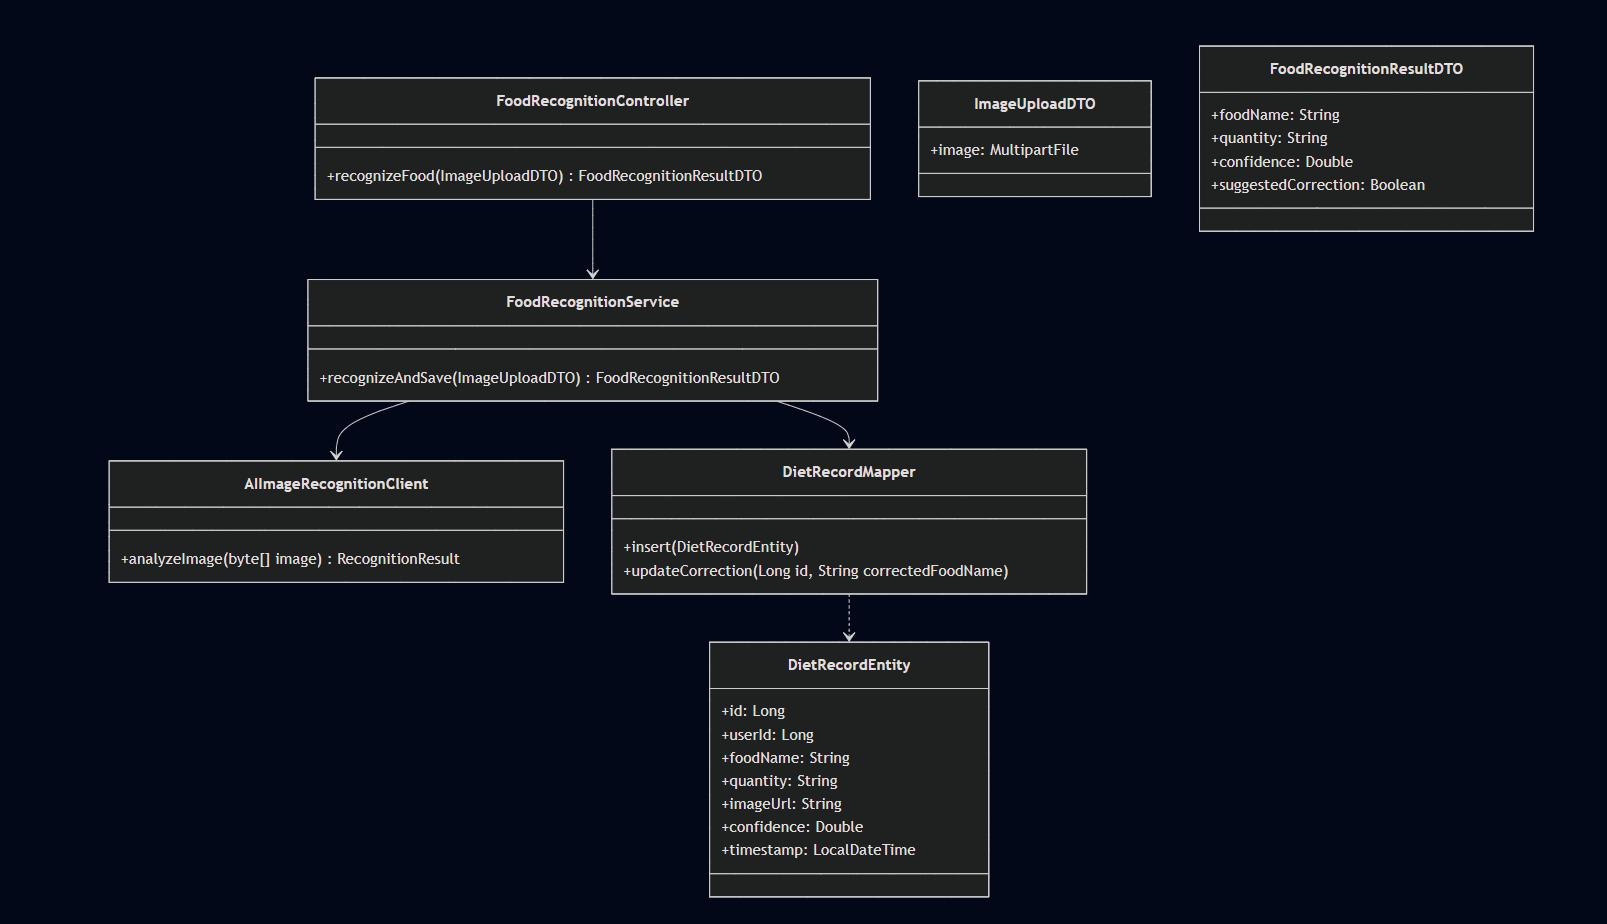 FoodRecognitionController
+recognizeFood(ImageUploadDTO) : FoodRecognitionResultDTO
ImageUploadDTO
+image: MultipartFile
FoodRecognitionResultDTO
+foodName: String
+quantity: String
+confidence: Double
+suggestedCorrection: Boolean
FoodRecognitionService
+recognizeAndSave(ImageUploadDTO) : FoodRecognitionResultDTO
AIImageRecognitionClient
+analyzeImage(byte[] image) : RecognitionResult
DietRecordMapper
+insert(DietRecordEntity)
+updateCorrection(Long id, String correctedFoodName)
DietRecordEntity
+id: Long
+userId: Long
+foodName: String
+quantity: String
+imageUrl: String
+confidence: Double
+timestamp: LocalDateTime